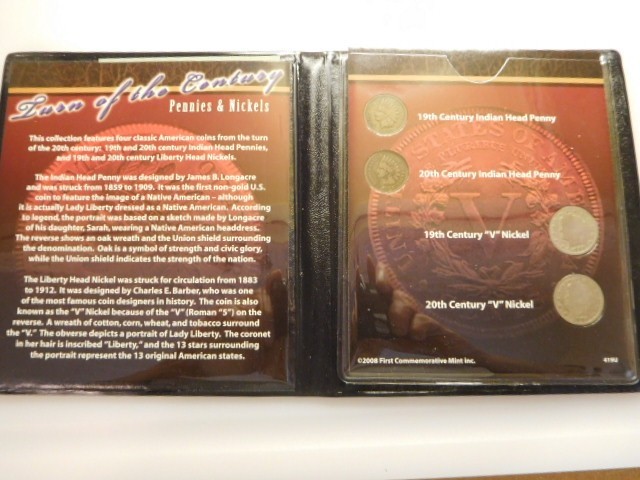 Turn of the Century
Pennies & Nickels
This collection features four classic American coins from the turn
of the 20th century: 19th and 20th century Indian Head Pennies,
and 19th and 20th century Liberty Head Nickels.
The Indian Head Penny was designed by James B. Longacre
and was struck from 1859 to 1909. It was the first non-gold U.S.
coin to feature the image of a Native American – although
it is actually Lady Liberty dressed as a Native American. According
to legend, the portrait was based on a sketch made by Longacre
of his daughter, Sarah, wearing a Native American headdress.
The reverse shows an oak wreath and the Union shield surrounding
the denomination. Oak is a symbol of strength and civic glory,
while the Union shield indicates the strength of the nation.
The Liberty Head Nickel was struck for circulation from 1883
to 1912. It was designed by Charles E. Barber, who was one
of the most famous coin designers in history. The coin is also
known as the "V" Nickel because of the "V" (Roman "5") on the
reverse. A wreath of cotton, corn, wheat, and tobacco surround
the "V." The obverse depicts a portrait of Lady Liberty. The coronet
in her hair is inscribed "Liberty," and the 13 stars surrounding
the portrait represent the 13 original American states.
19th Century Indian Head Penny
20th Century Indian Head Penny
19th Century "V" Nickel
20th Century "V" Nickel
©2008 First Commemorative Mint Inc.